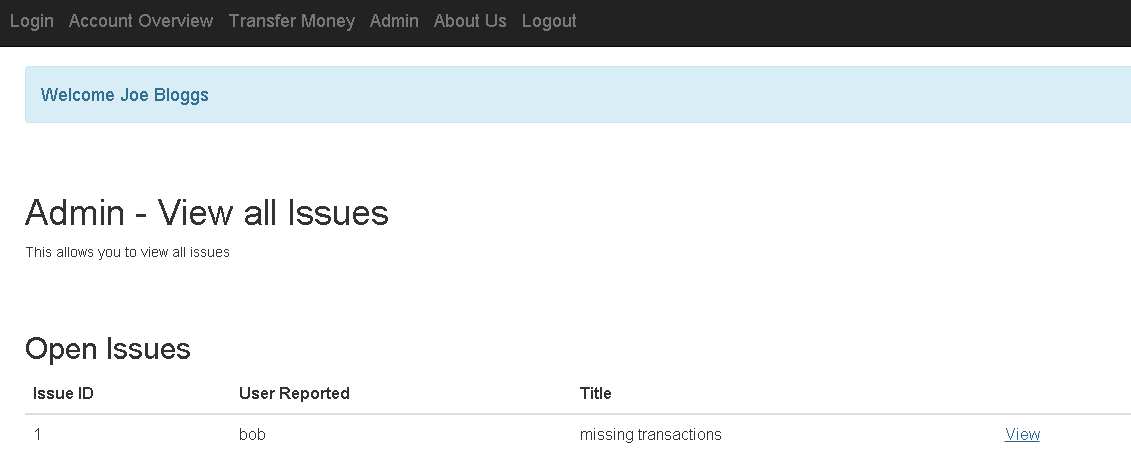 Login Account Overview Transfer Money Admin About Us Logout
Welcome Joe Bloggs
Admin - View all Issues
This allows you to view all issues
Open Issues
Issue ID User Reported Title
1 bob missing transactions View